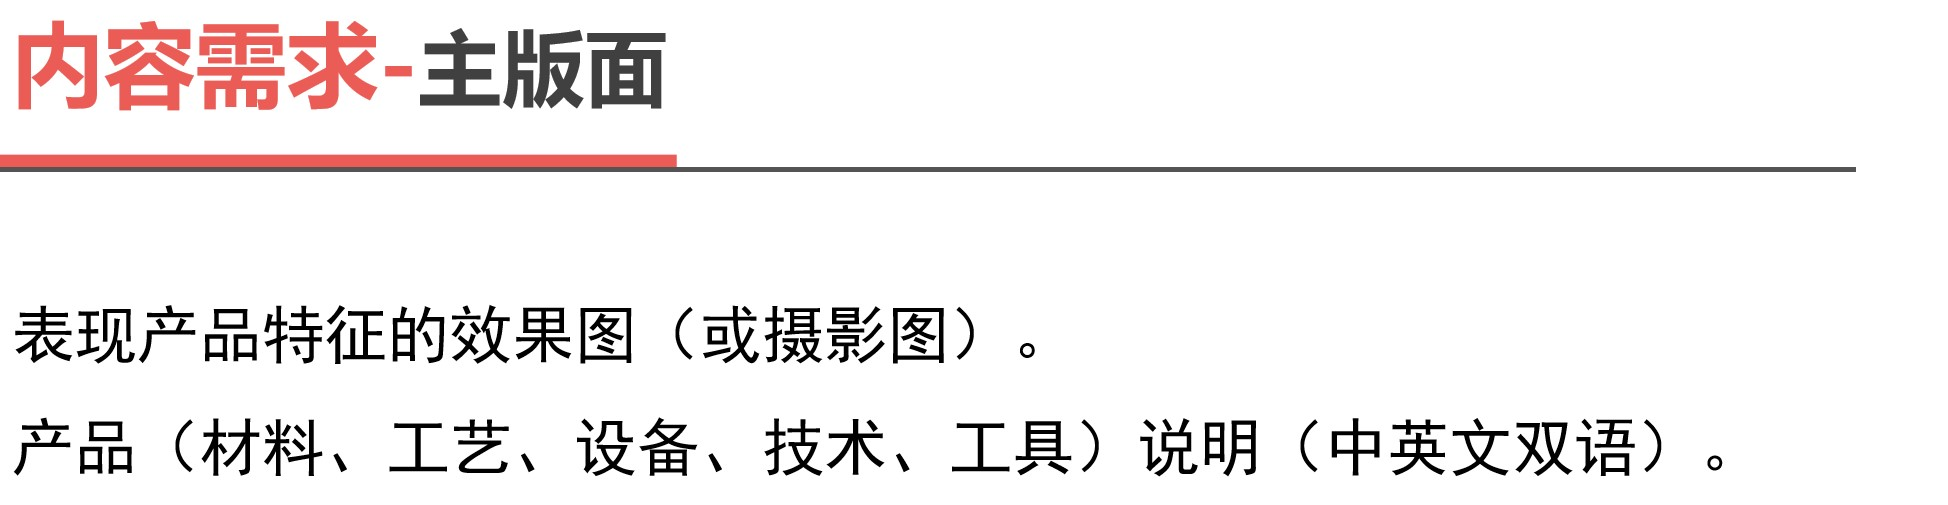 内容需求-主版面
表现产品特征的效果图（或摄影图）。
产品（材料、工艺、设备、技术、工具）说明（中英文双语）。